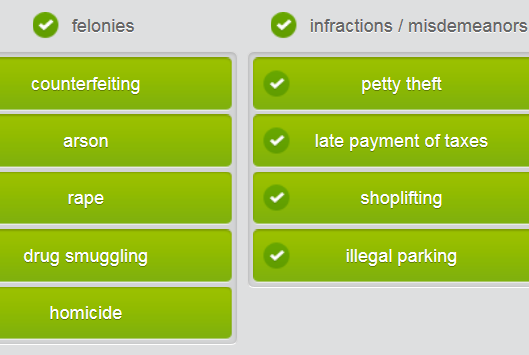 felonies
counterfeiting
arson
rape
drug smuggling
homicide
infractions / misdemeanors
petty theft
late payment of taxes
shoplifting
illegal parking